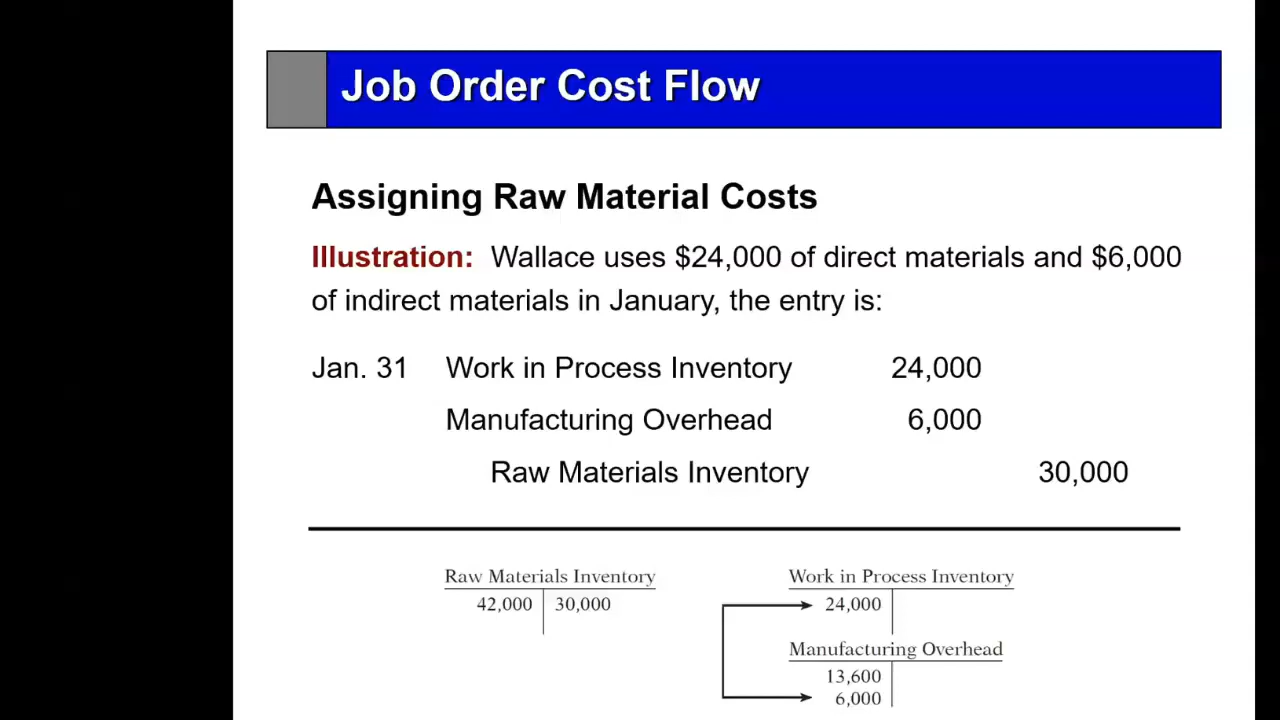 Job Order Cost Flow
Assigning Raw Material Costs
Illustration: Wallace uses $24,000 of direct materials and $6,000
of indirect materials in January, the entry is:
Jan. 31 Work in Process Inventory 24,000
Manufacturing Overhead 6,000
Raw Materials Inventory 30,000
Raw Materials Inventory Work in Process Inventory
42,000 30,000 24,000
Manufacturing Overhead
13,600
6,000